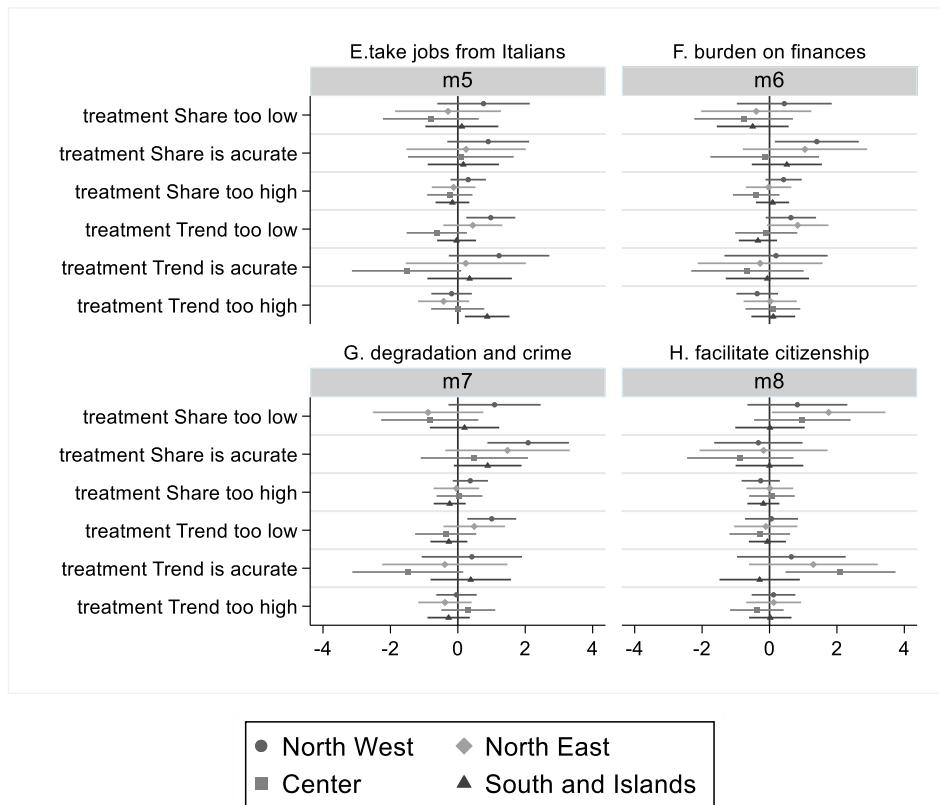 E.take jobs from Italians
F. burden on finances
m5
m6
treatment Share too low
treatment Share is acurate
treatment Share too high
treatment Trend too low
treatment Trend is acurate
treatment Trend too high
G. degradation and crime
H. facilitate citizenship
m7
m8
treatment Share too low
treatment Share is acurate
treatment Share too high
treatment Trend too low
treatment Trend is acurate
treatment Trend too high
-4 -2 0 2 4
-4 -2 0 2 4
North West
North East
Center
South and Islands